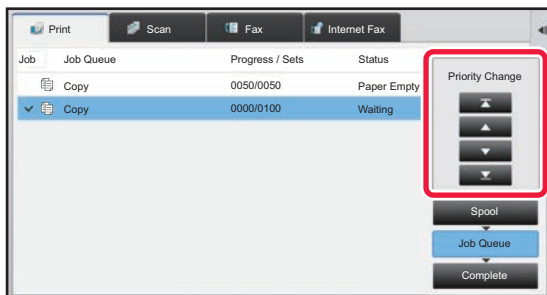 Print Scan Fax Internet Fax
Job Job Queue Progress / Sets Status
Copy 0050/0050 Paper Empty
Copy 0000/0100 Waiting
Priority Change
Spool
Job Queue
Complete